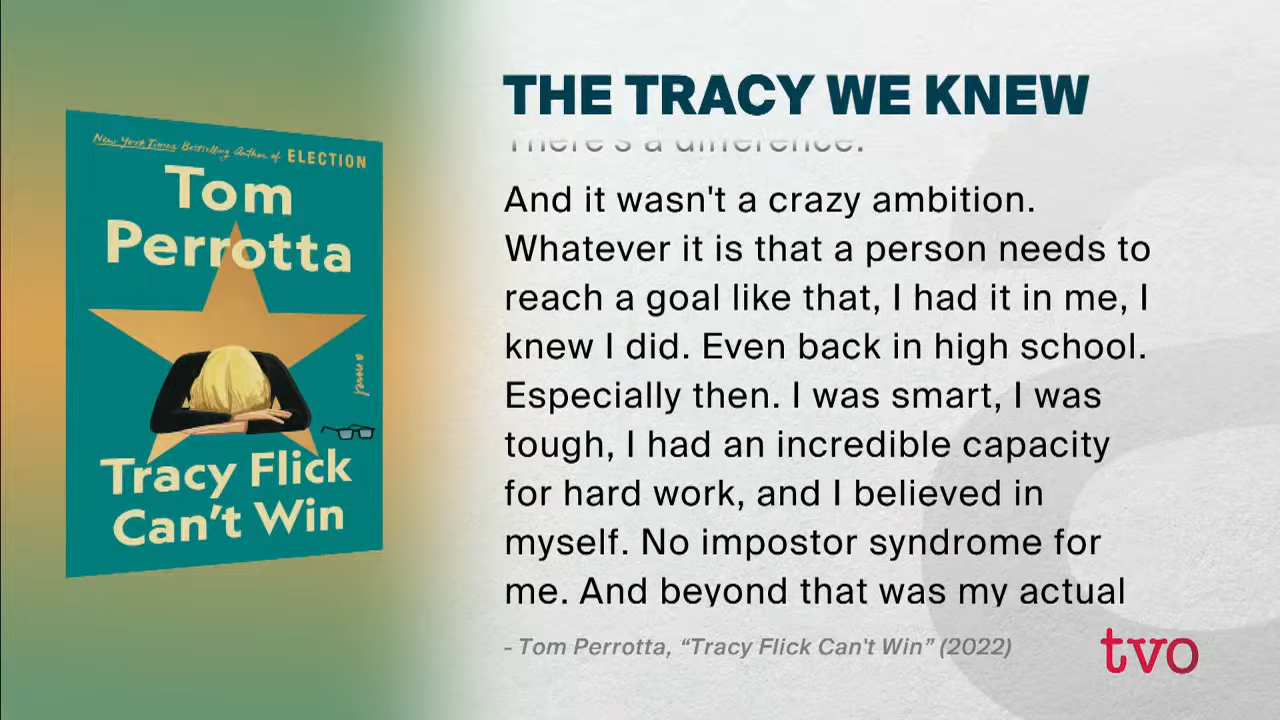 New York Times Bestselling Author of ELECTION
Tom
Perrotta
a novel
Tracy Flick
Can't Win
THE TRACY WE KNEW
There's a difference.
And it wasn't a crazy ambition.
Whatever it is that a person needs to
reach a goal like that, I had it in me, I
knew I did. Even back in high school.
Especially then. I was smart, I was
tough, I had an incredible capacity
for hard work, and I believed in
myself. No impostor syndrome for
me. And beyond that was my actual
- Tom Perrotta, “Tracy Flick Can't Win” (2022)
tvo